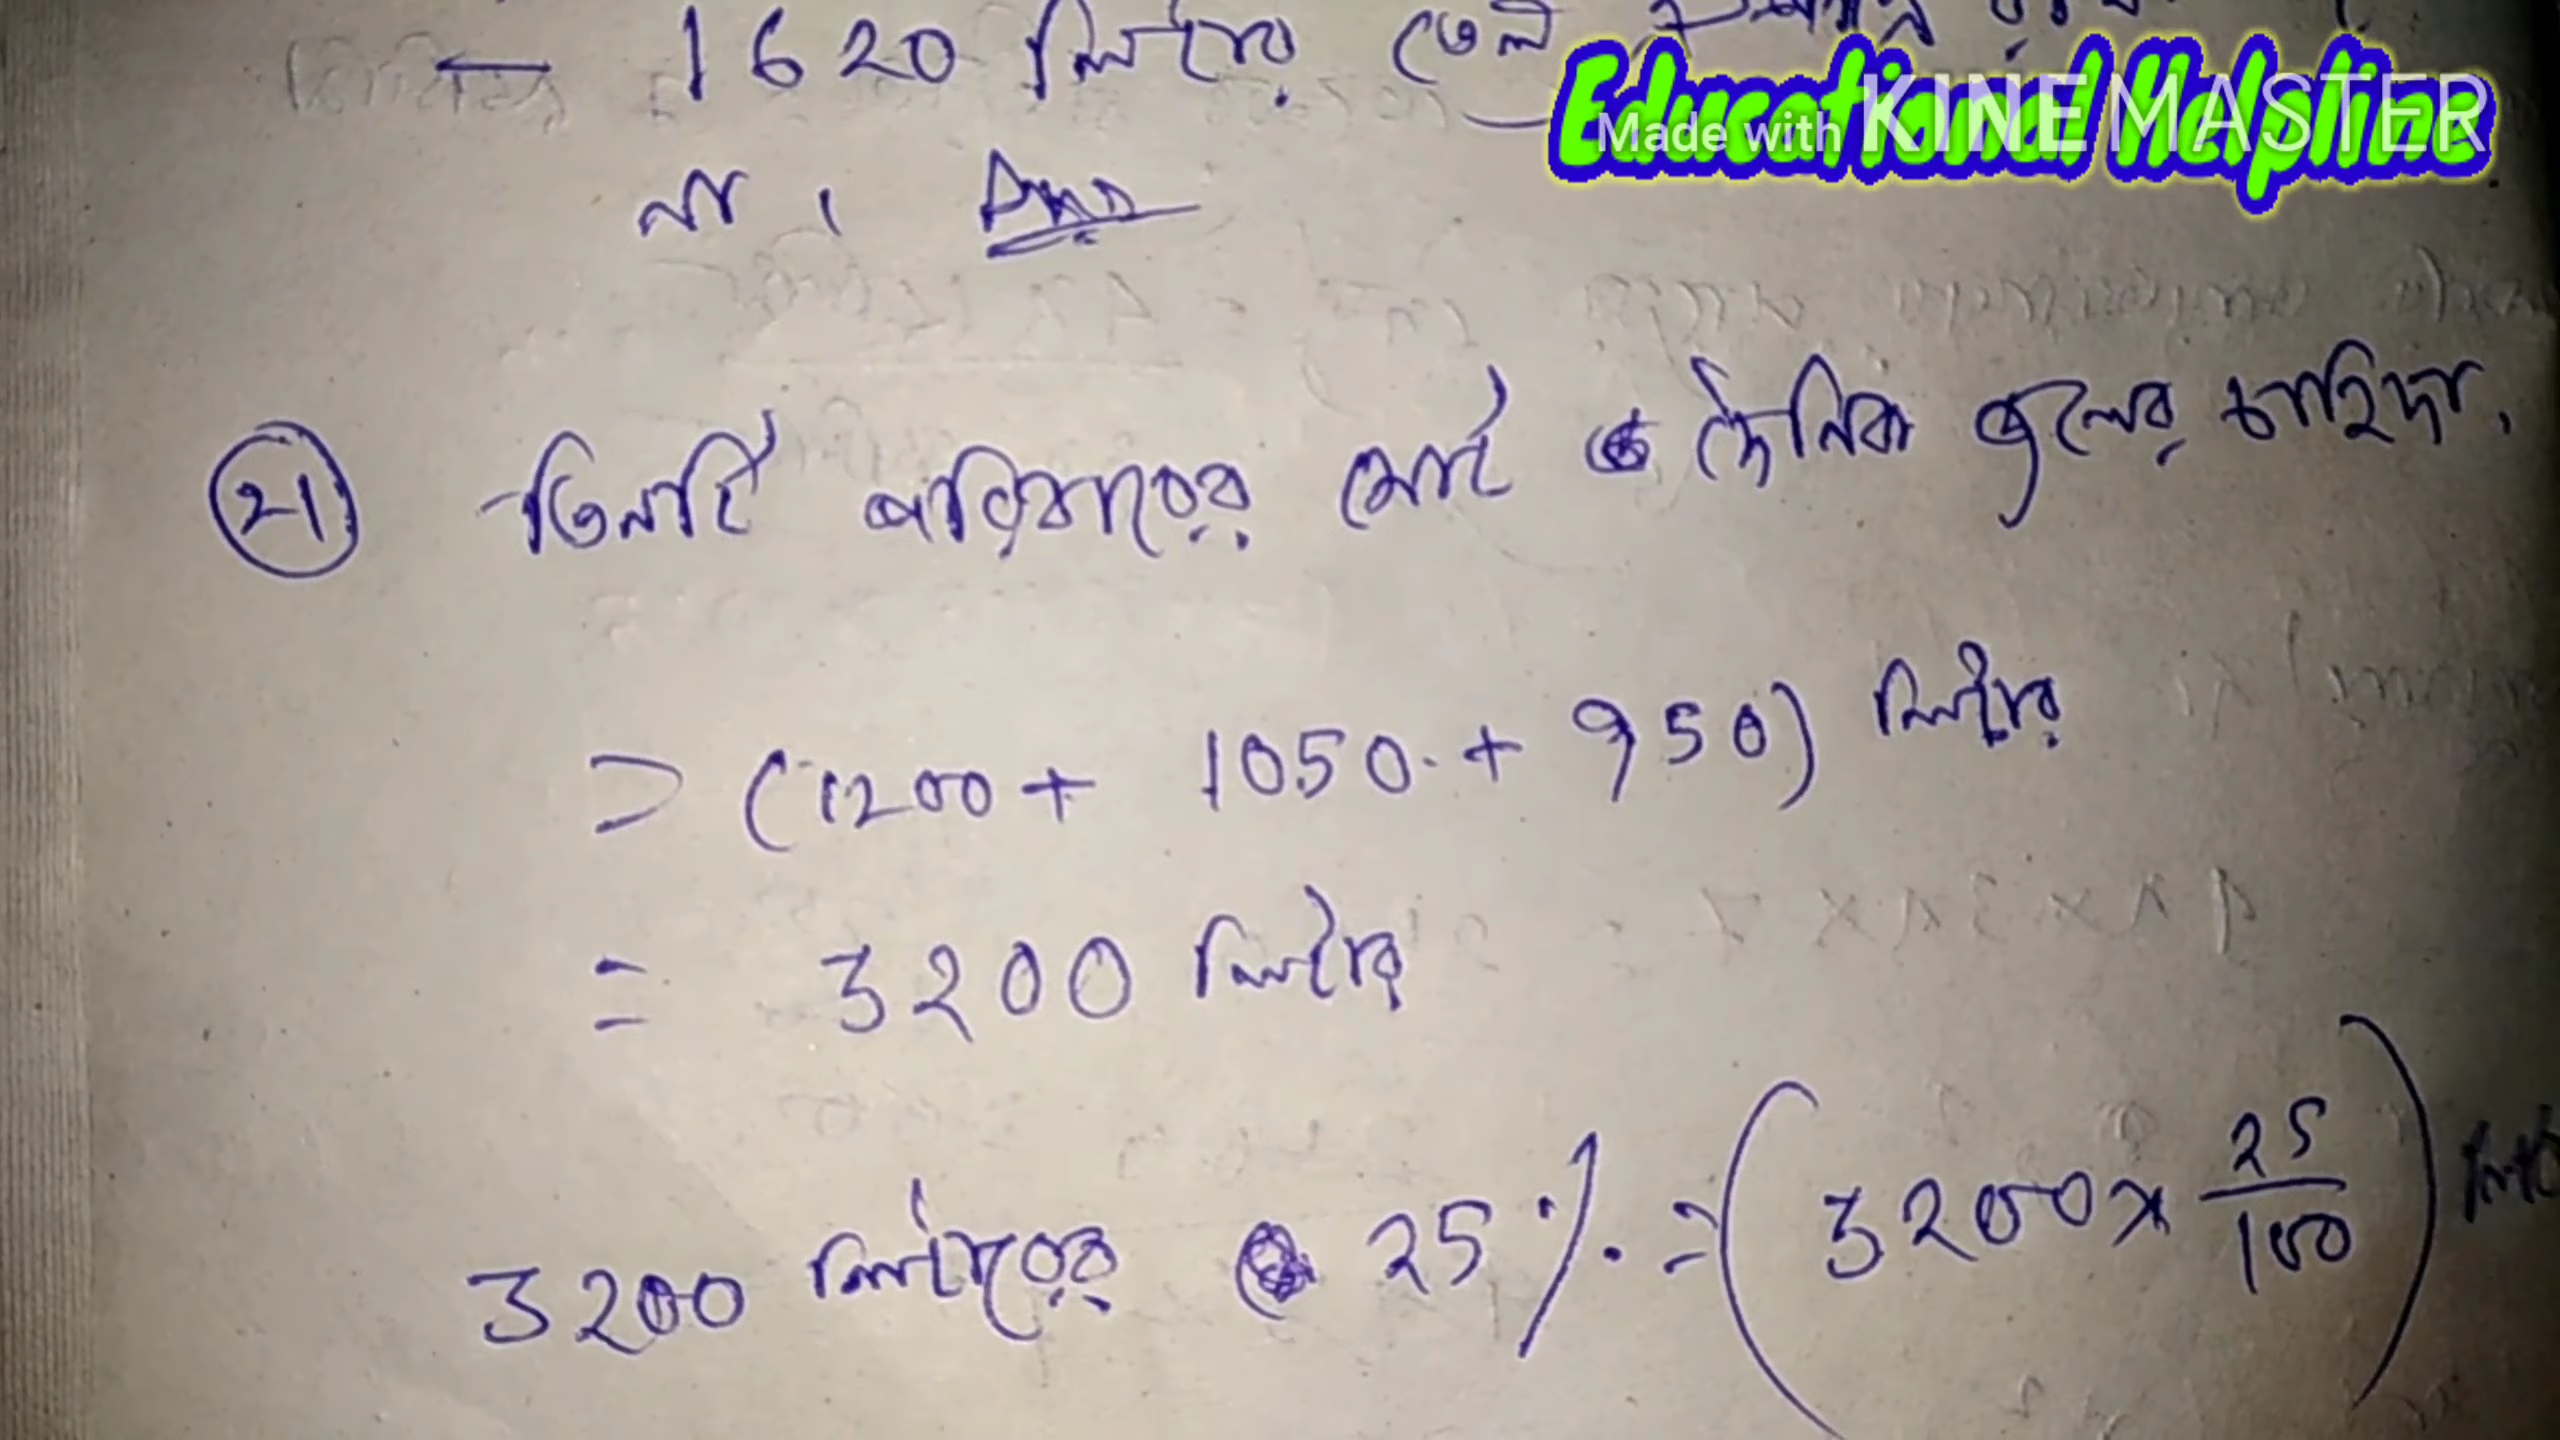 — 1620 লিটার তেল
Educational Helpline
Made with KINEMASTER
না। Ans
২১ তিনটি পরিবারের মোট দৈনিক জলের চাহিদা,
= (1200 + 1050 + 950) লিটার
= 3200 লিটার
3200 লিটারের 25% = (3200 × 25/100)